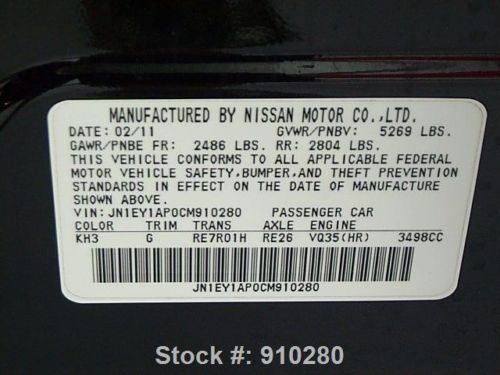 MANUFACTURED BY NISSAN MOTOR CO.,LTD.
DATE: 02/11 GVWR/PNBV: 5269 LBS.
GAWR/PNBE FR: 2486 LBS. RR: 2804 LBS.
THIS VEHICLE CONFORMS TO ALL APPLICABLE FEDERAL
MOTOR VEHICLE SAFETY,BUMPER,AND THEFT PREVENTION
STANDARDS IN EFFECT ON THE DATE OF MANUFACTURE
SHOWN ABOVE.
VIN: JN1EY1AP0CM910280 PASSENGER CAR
COLOR TRIM TRANS AXLE ENGINE
KH3 G RE7R01H RE26 VQ35(HR) 3498CC
JN1EY1AP0CM910280
Stock #: 910280